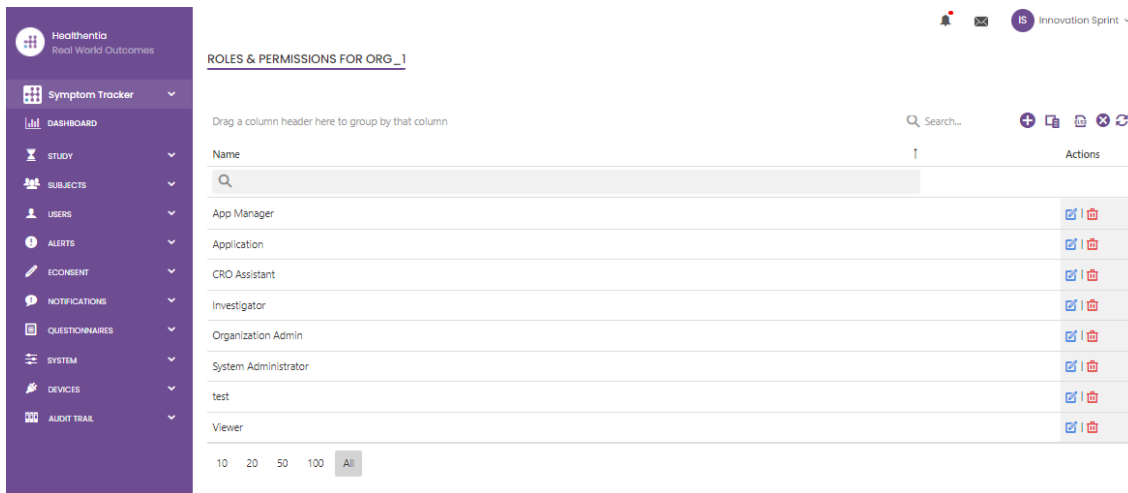 Healthentia
Real World Outcomes
IS Innovation Sprint
ROLES & PERMISSIONS FOR ORG_1
Symptom Tracker
DASHBOARD
STUDY
SUBJECTS
USERS
ALERTS
ECONSENT
NOTIFICATIONS
QUESTIONNAIRES
SYSTEM
DEVICES
AUDIT TRAIL
Drag a column header here to group by that column
Search...
Name Actions
App Manager
Application
CRO Assistant
Investigator
Organization Admin
System Administrator
test
Viewer
10 20 50 100 All